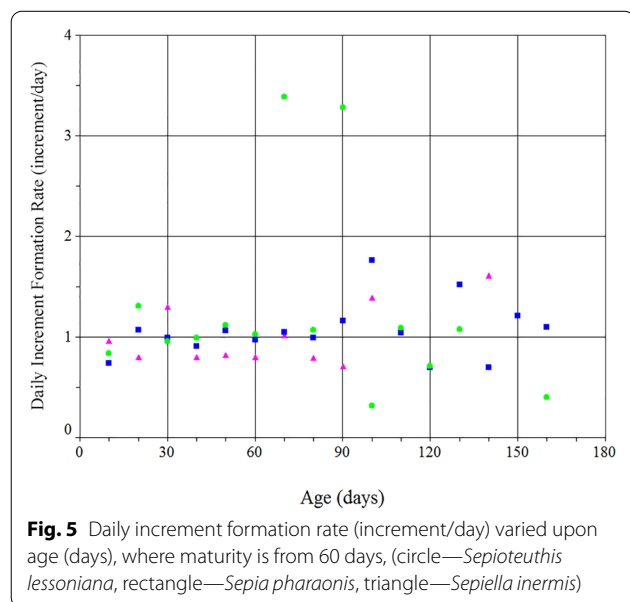 4
3
2
1
0
Daily Increment Formation Rate (increment/day)
0 30 60 90 120 150 180
Age (days)
Fig. 5 Daily increment formation rate (increment/day) varied upon
age (days), where maturity is from 60 days, (circle—Sepioteuthis
lessoniana, rectangle—Sepia pharaonis, triangle—Sepiella inermis)